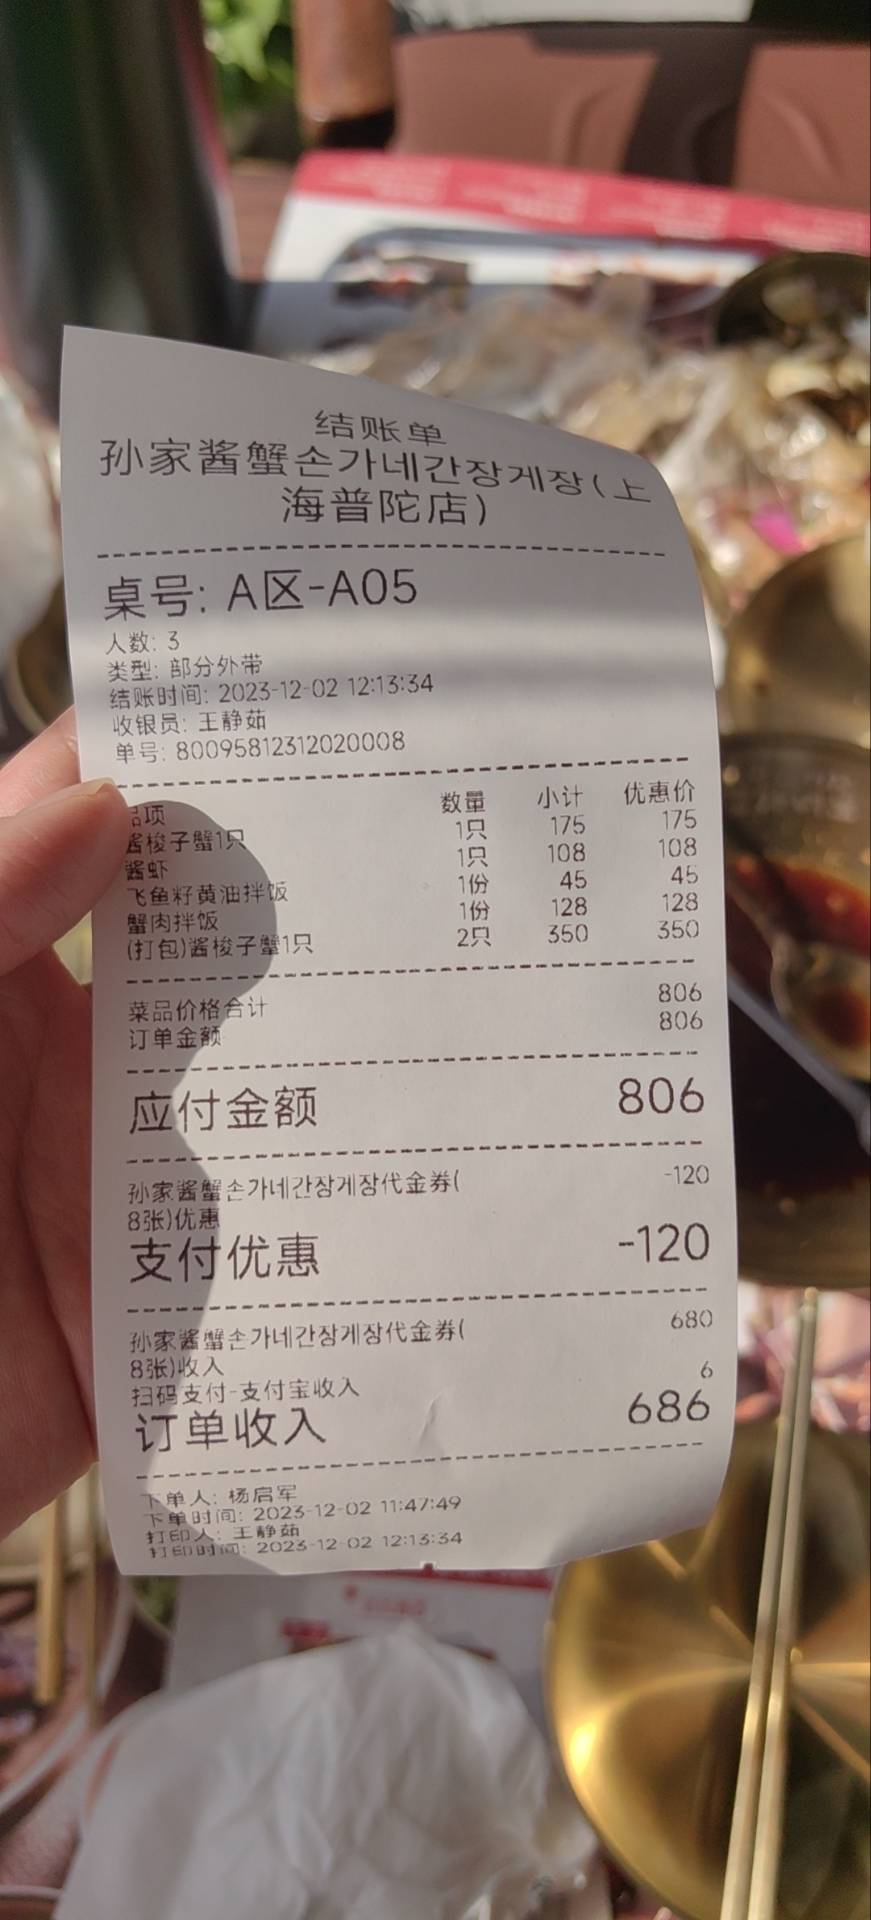 结账单
孙家酱蟹손가네간장게장(上
海普陀店)
桌号: A区-A05
人数: 3
类型: 部分外带
结账时间: 2023-12-02 12:13:34
收银员: 王静茹
单号: 80095812312020008
品项 数量 小计 优惠价
酱梭子蟹1只 1只 175 175
酱虾 1只 108 108
飞鱼籽黄油拌饭 1份 45 45
蟹肉拌饭 1份 128 128
(打包)酱梭子蟹1只 2只 350 350
菜品价格合计 806
订单金额 806
应付金额 806
孙家酱蟹손가네간장게장代金券( -120
8张)优惠
支付优惠 -120
孙家酱蟹손가네간장게장代金券( 680
8张)收入
扫码支付-支付宝收入 6
订单收入 686
下单人: 杨启军
下单时间: 2023-12-02 11:47:49
打印人: 王静茹
打印时间: 2023-12-02 12:13:34